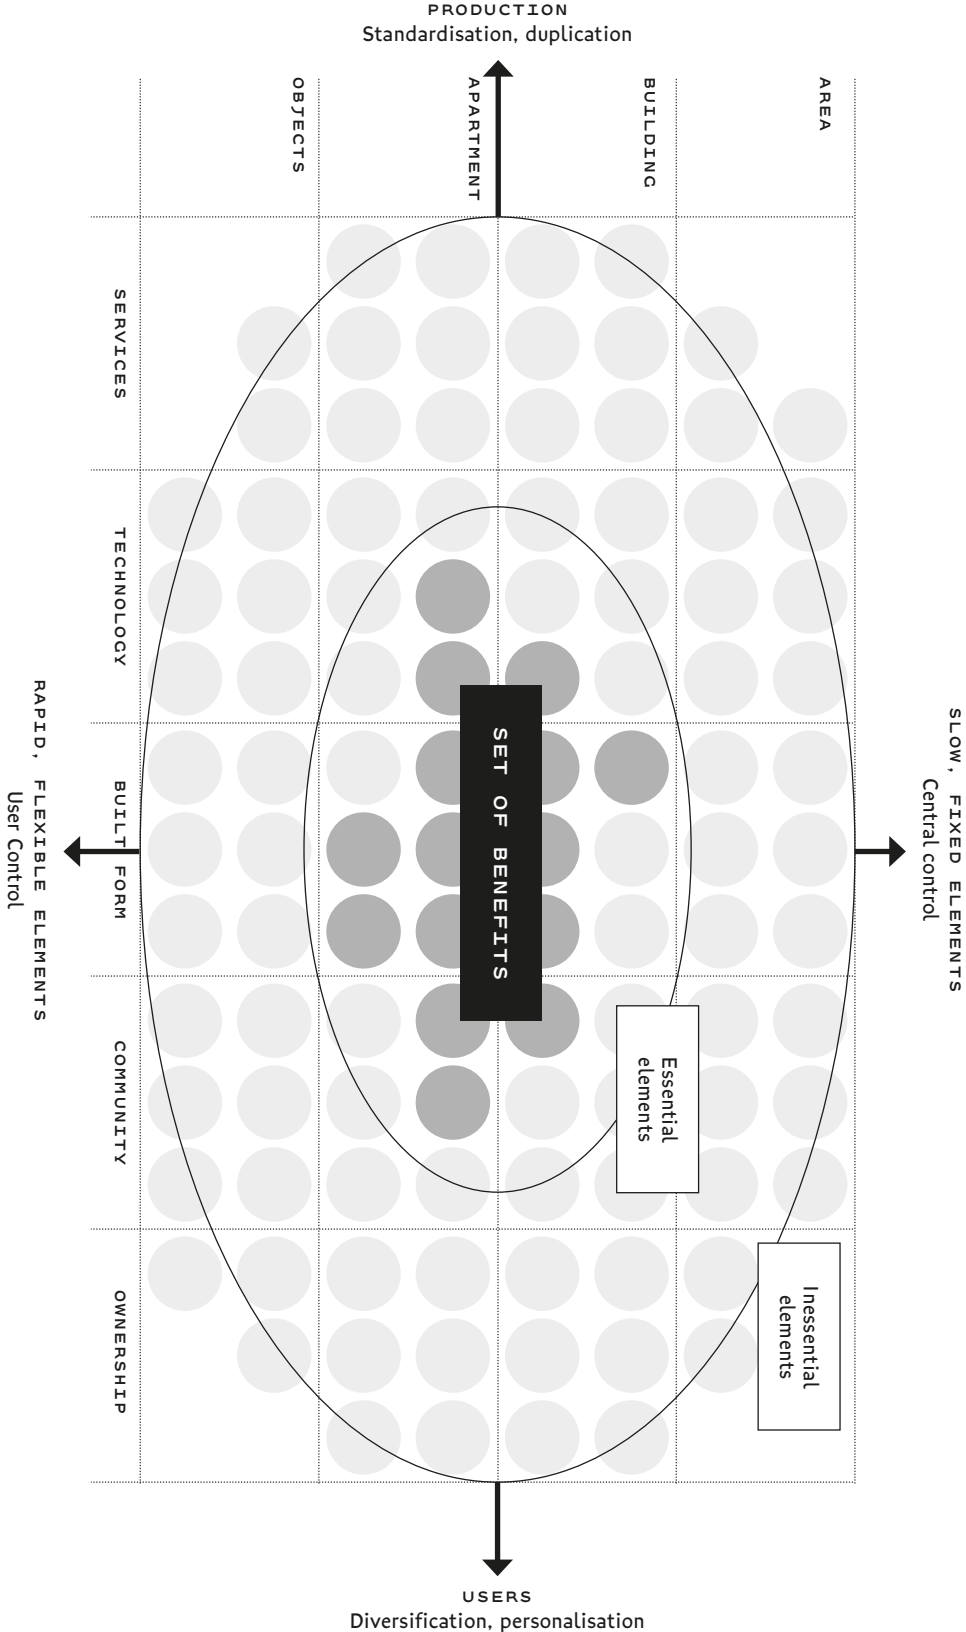 PRODUCTION
Standardisation, duplication
OBJECTS
APARTMENT
BUILDING
AREA
SERVICES
TECHNOLOGY
BUILT FORM
COMMUNITY
OWNERSHIP
RAPID, FLEXIBLE ELEMENTS
User Control
SLOW, FIXED ELEMENTS
Central control
SET OF BENEFITS
Essential
elements
Inessential
elements
USERS
Diversification, personalisation